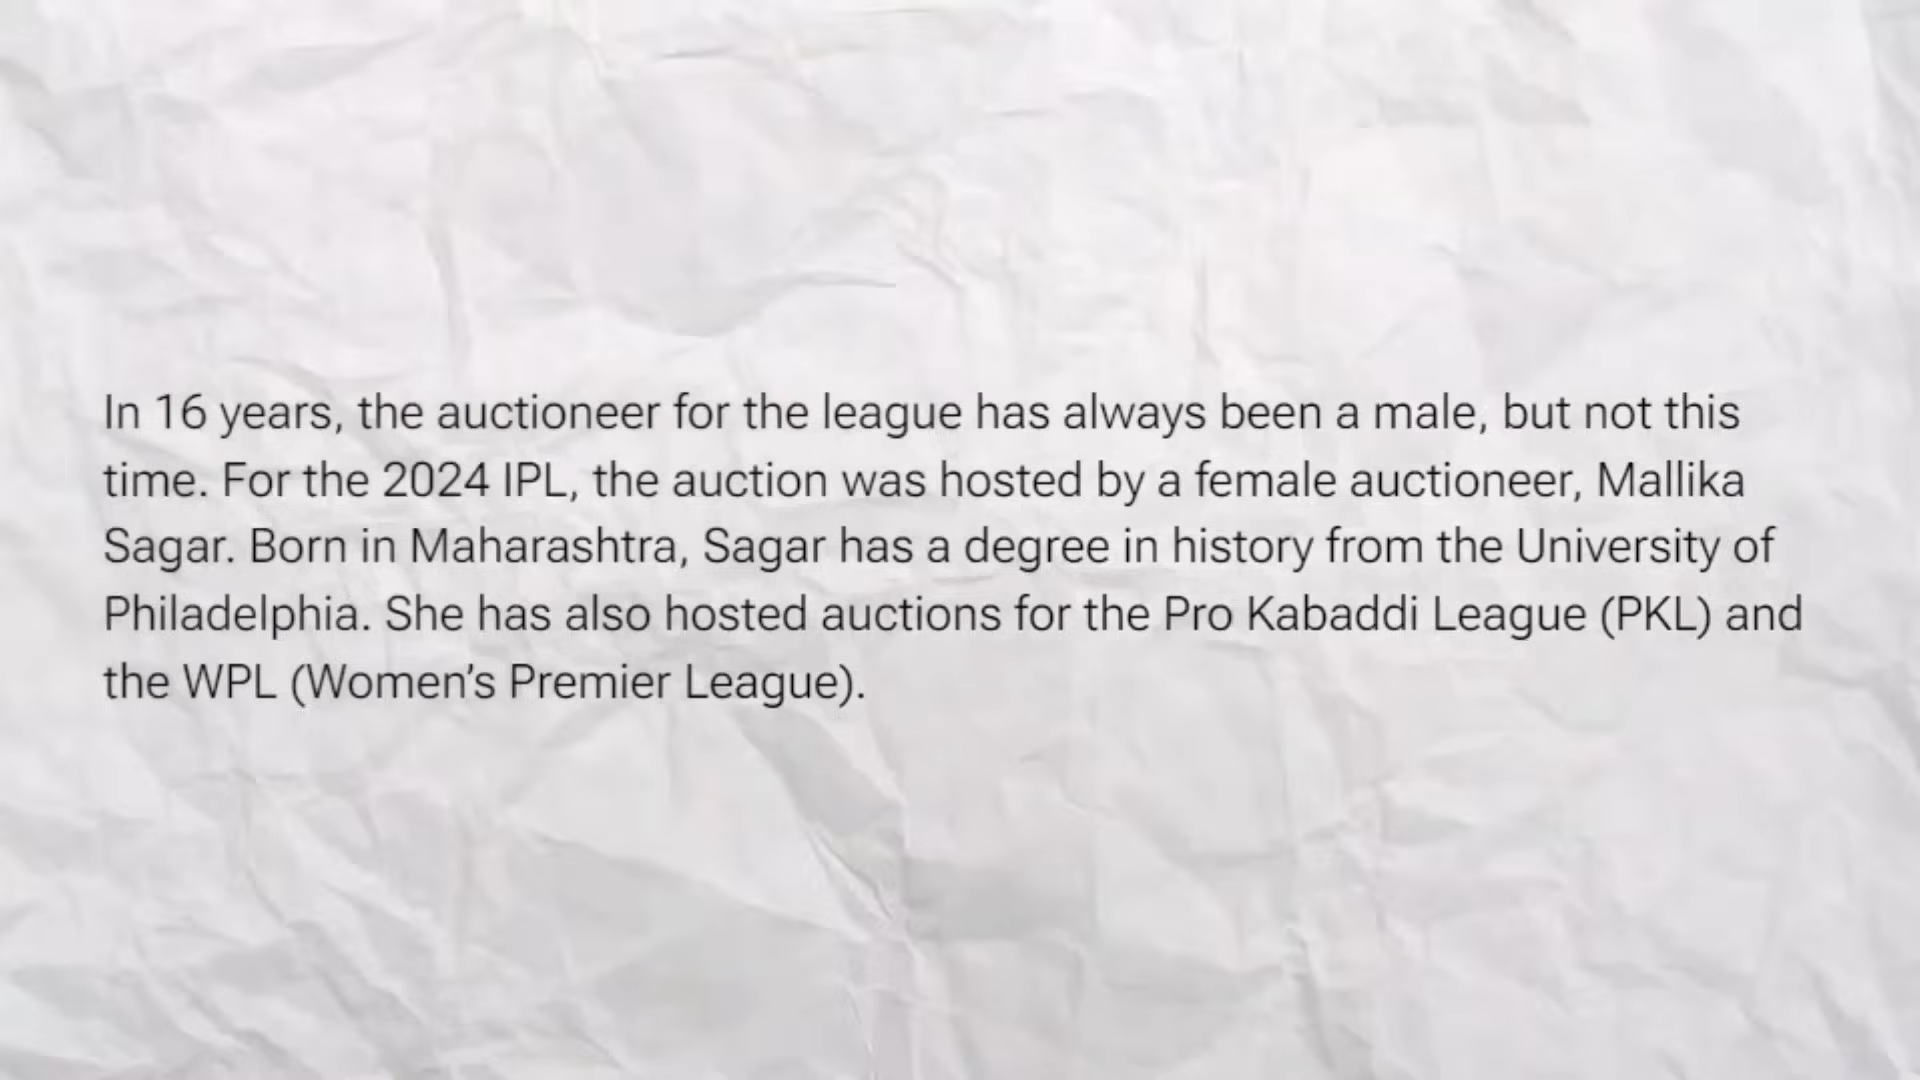 In 16 years, the auctioneer for the league has always been a male, but not this
time. For the 2024 IPL, the auction was hosted by a female auctioneer, Mallika
Sagar. Born in Maharashtra, Sagar has a degree in history from the University of
Philadelphia. She has also hosted auctions for the Pro Kabaddi League (PKL) and
the WPL (Women’s Premier League).